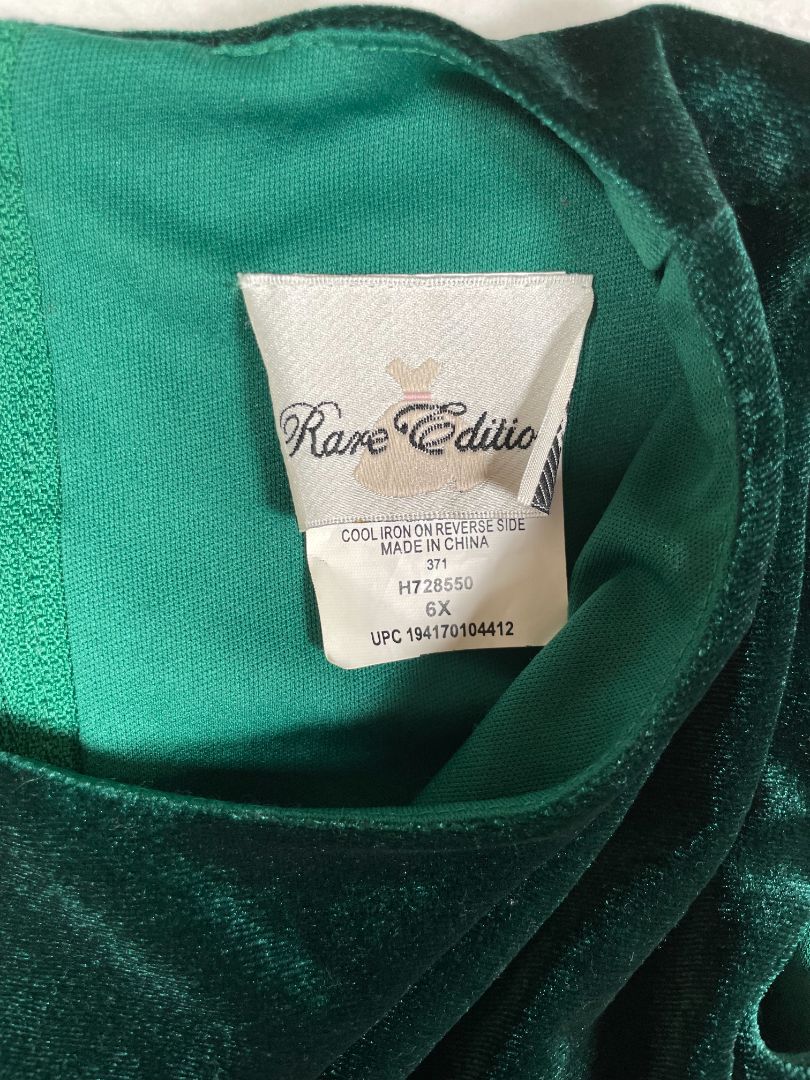 Rare Editio
COOL IRON ON REVERSE SIDE
MADE IN CHINA
371
H728550
6X
UPC 194170104412